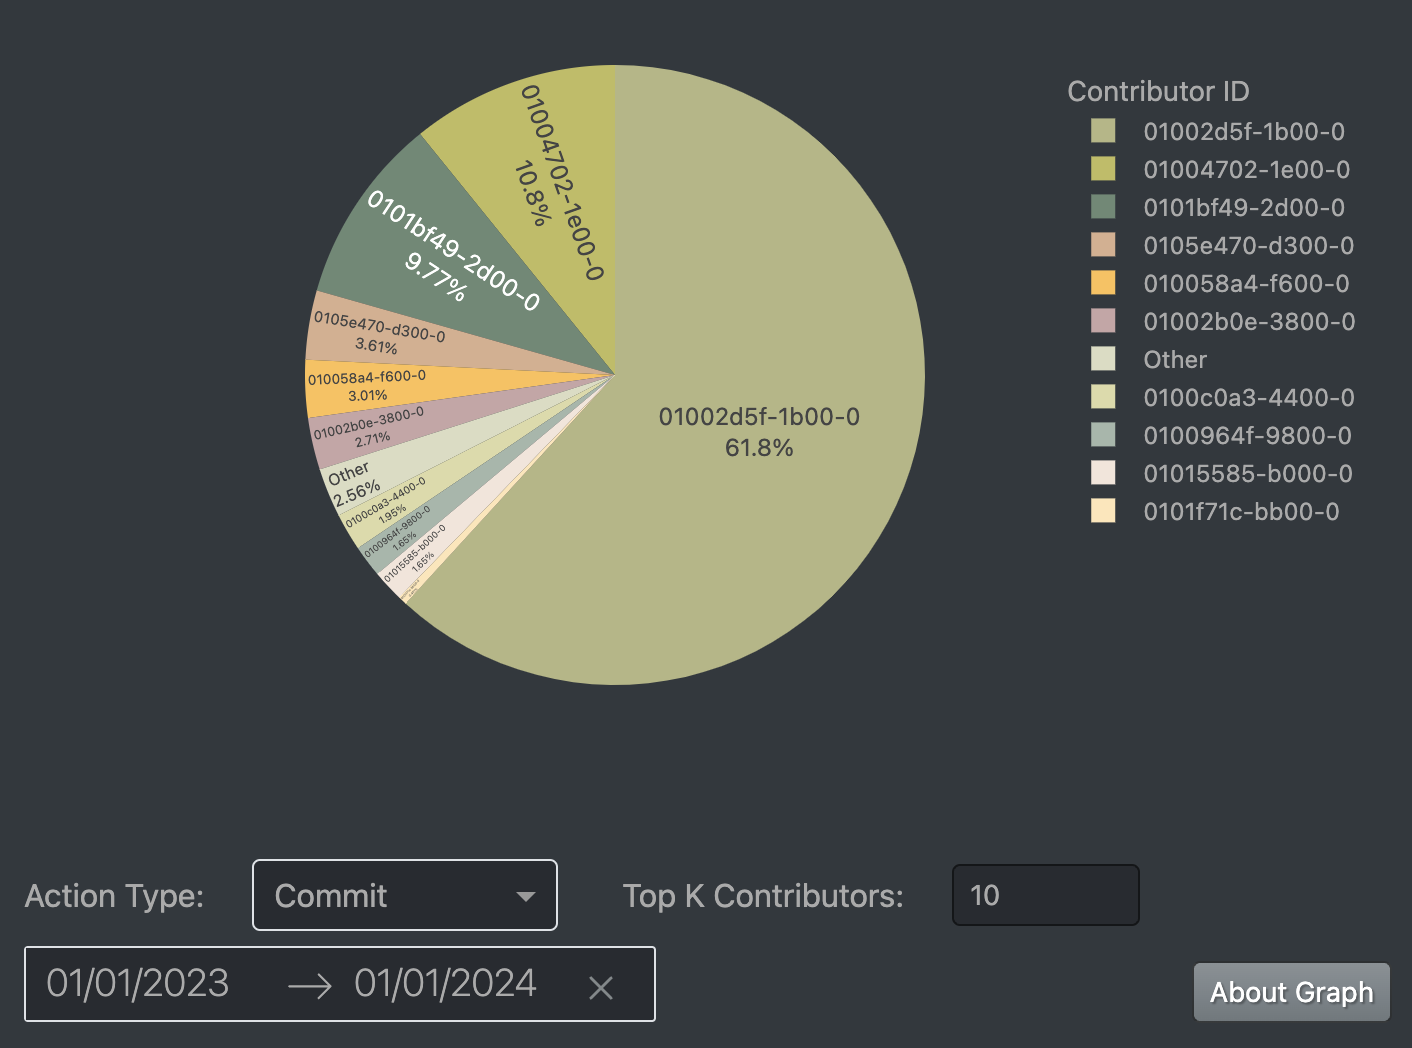 01004702-1e00-0
10.8%
0101bf49-2d00-0
9.77%
0105e470-d300-0
3.61%
010058a4-f600-0
3.01%
01002b0e-3800-0
2.71%
Other
2.56%
0100c0a3-4400-0
1.95%
0100964f-9800-0
1.65%
01015585-b000-0
1.65%
01002d5f-1b00-0
61.8%
Contributor ID
01002d5f-1b00-0
01004702-1e00-0
0101bf49-2d00-0
0105e470-d300-0
010058a4-f600-0
01002b0e-3800-0
Other
0100c0a3-4400-0
0100964f-9800-0
01015585-b000-0
0101f71c-bb00-0
Action Type: Commit Top K Contributors: 10
01/01/2023 → 01/01/2024 ×
About Graph